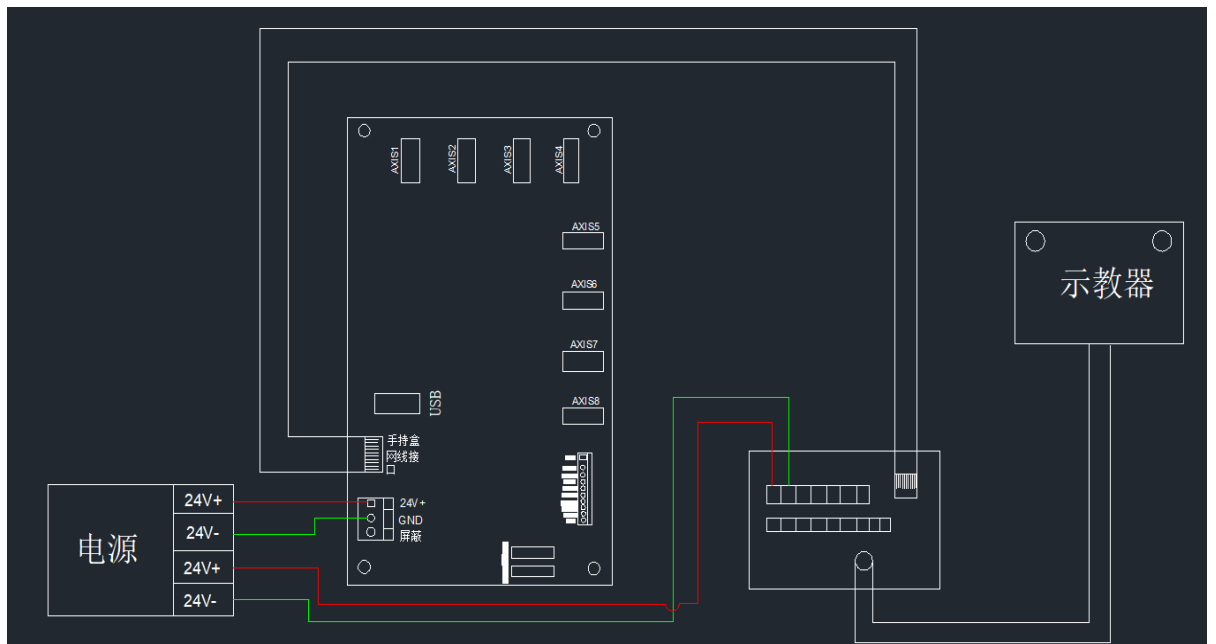 AXIS1
AXIS2
AXIS3
AXIS4
AXIS5
AXIS6
AXIS7
AXIS8
示教器
USB
手持盒
网线接
口
24V+
GND
屏蔽
电源
24V+
24V-
24V+
24V-